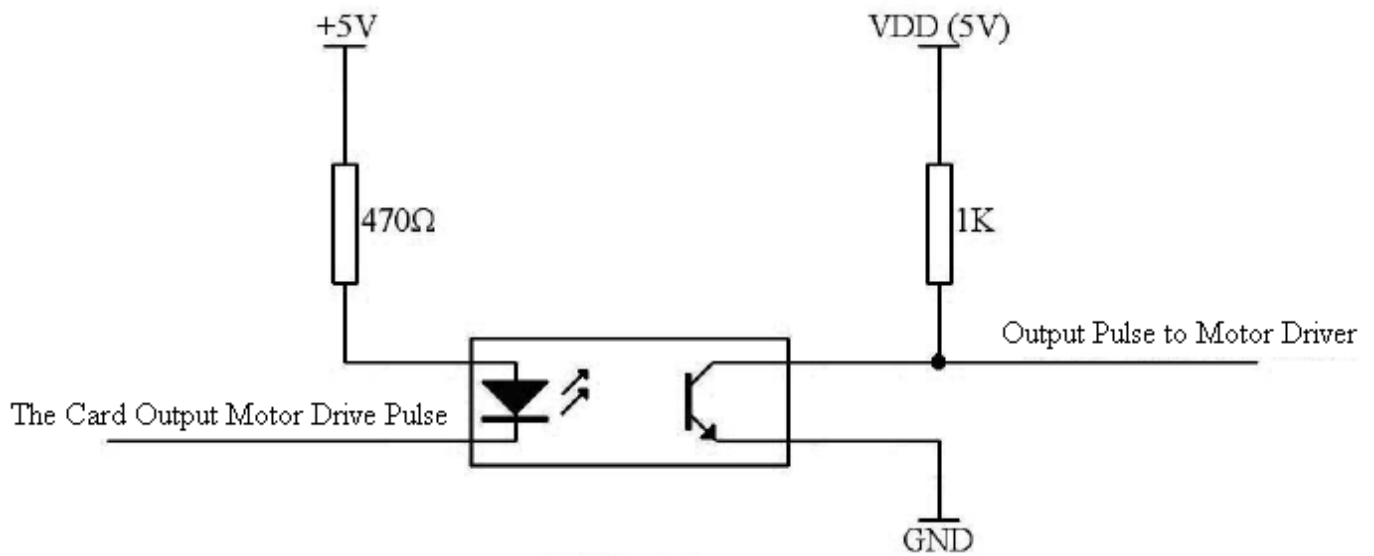 +5V
VDD (5V)
470Ω
1K
Output Pulse to Motor Driver
The Card Output Motor Drive Pulse
GND